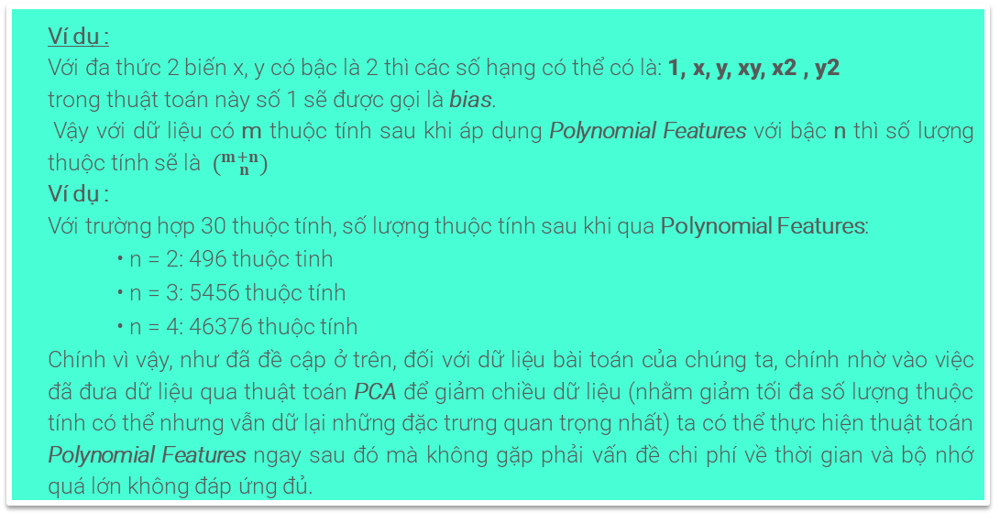 Ví dụ :
Với đa thức 2 biến x, y có bậc là 2 thì các số hạng có thể có là: 1, x, y, xy, x2 , y2
trong thuật toán này số 1 sẽ được gọi là bias.
Vậy với dữ liệu có m thuộc tính sau khi áp dụng Polynomial Features với bậc n thì số lượng
thuộc tính sẽ là (m+n n)
Ví dụ :
Với trường hợp 30 thuộc tính, số lượng thuộc tính sau khi qua Polynomial Features:
• n = 2: 496 thuộc tinh
• n = 3: 5456 thuộc tính
• n = 4: 46376 thuộc tính
Chính vì vậy, như đã đề cập ở trên, đối với dữ liệu bài toán của chúng ta, chính nhờ vào việc
đã đưa dữ liệu qua thuật toán PCA để giảm chiều dữ liệu (nhằm giảm tối đa số lượng thuộc
tính có thể nhưng vẫn dữ lại những đặc trưng quan trọng nhất) ta có thể thực hiện thuật toán
Polynomial Features ngay sau đó mà không gặp phải vấn đề chi phí về thời gian và bộ nhớ
quá lớn không đáp ứng đủ.